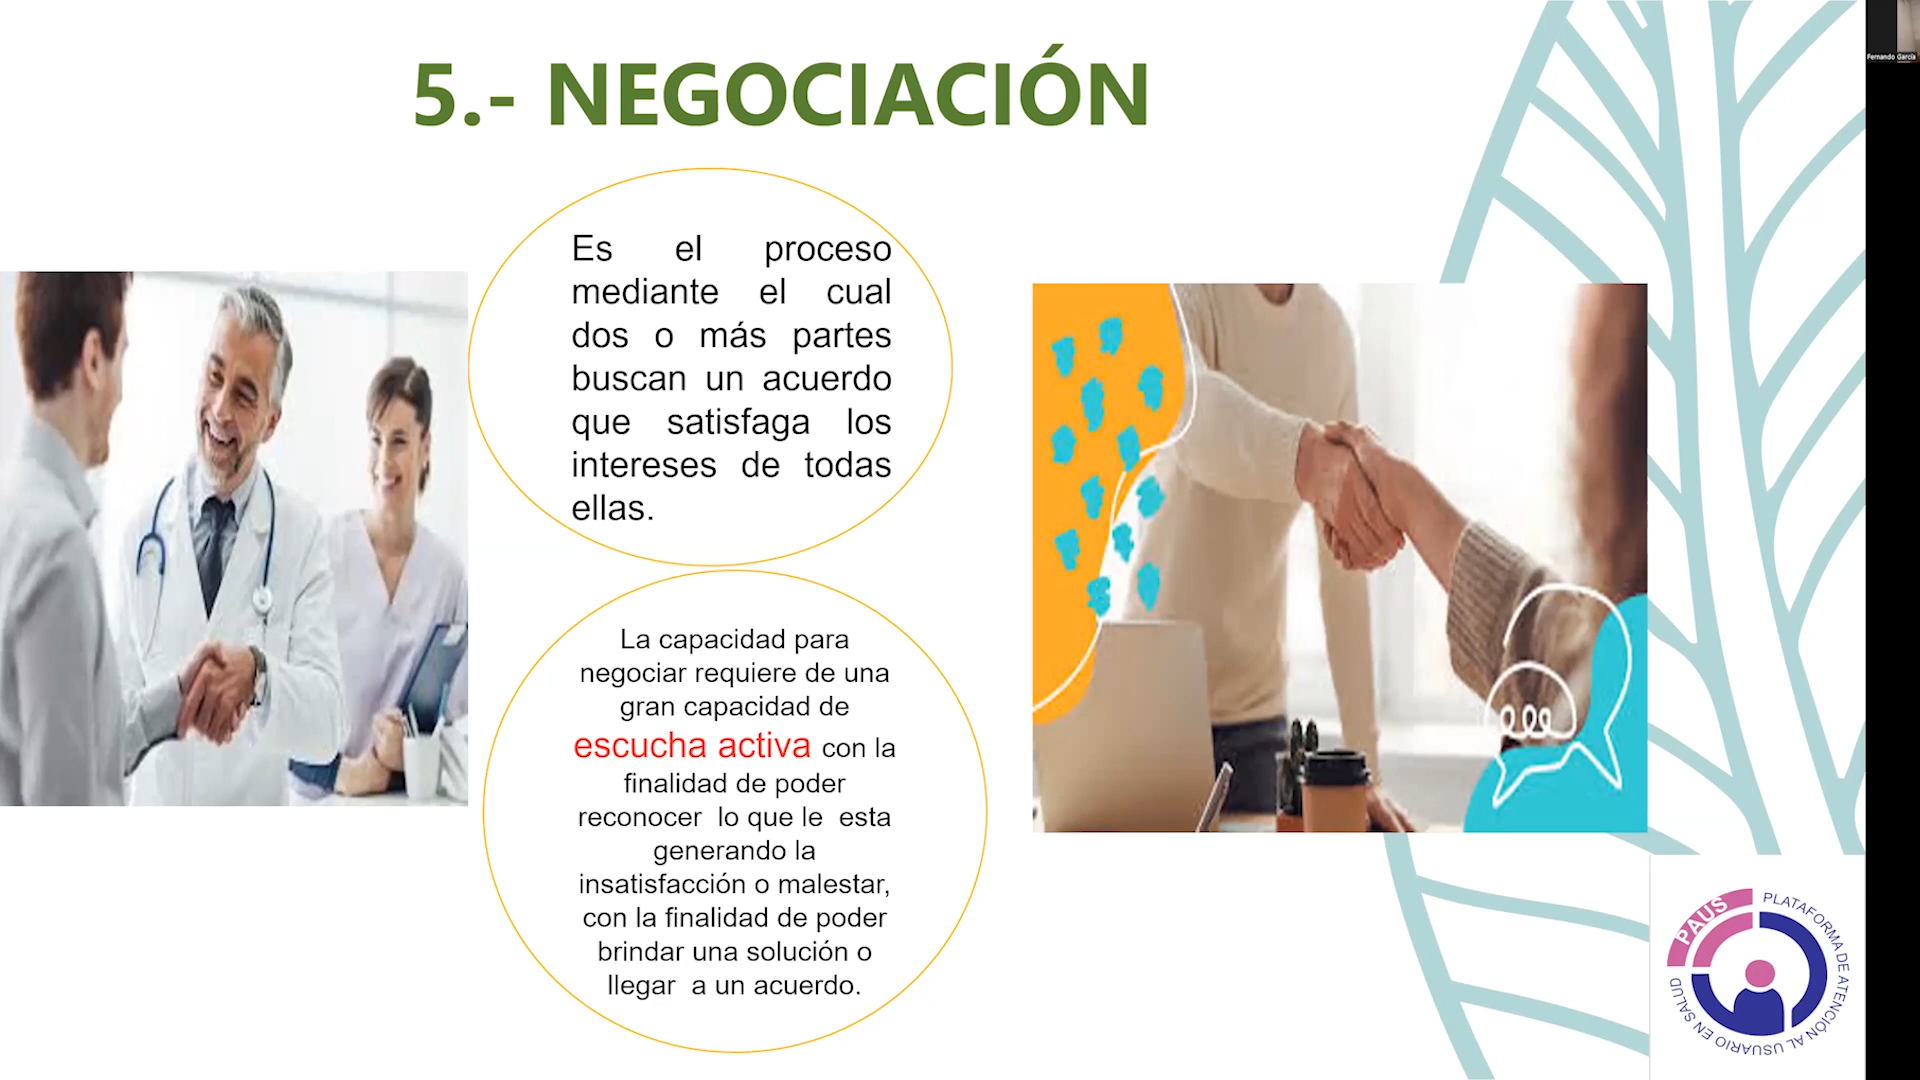 5.- NEGOCIACIÓN
Fernando García
Es el proceso
mediante el cual
dos o más partes
buscan un acuerdo
que satisfaga los
intereses de todas
ellas.
La capacidad para
negociar requiere de una
gran capacidad de
escucha activa con la
finalidad de poder
reconocer lo que le esta
generando la
insatisfacción o malestar,
con la finalidad de poder
brindar una solución o
llegar a un acuerdo.
PAUS
PLATAFORMA DE ATENCIÓN AL USUARIO EN SALUD